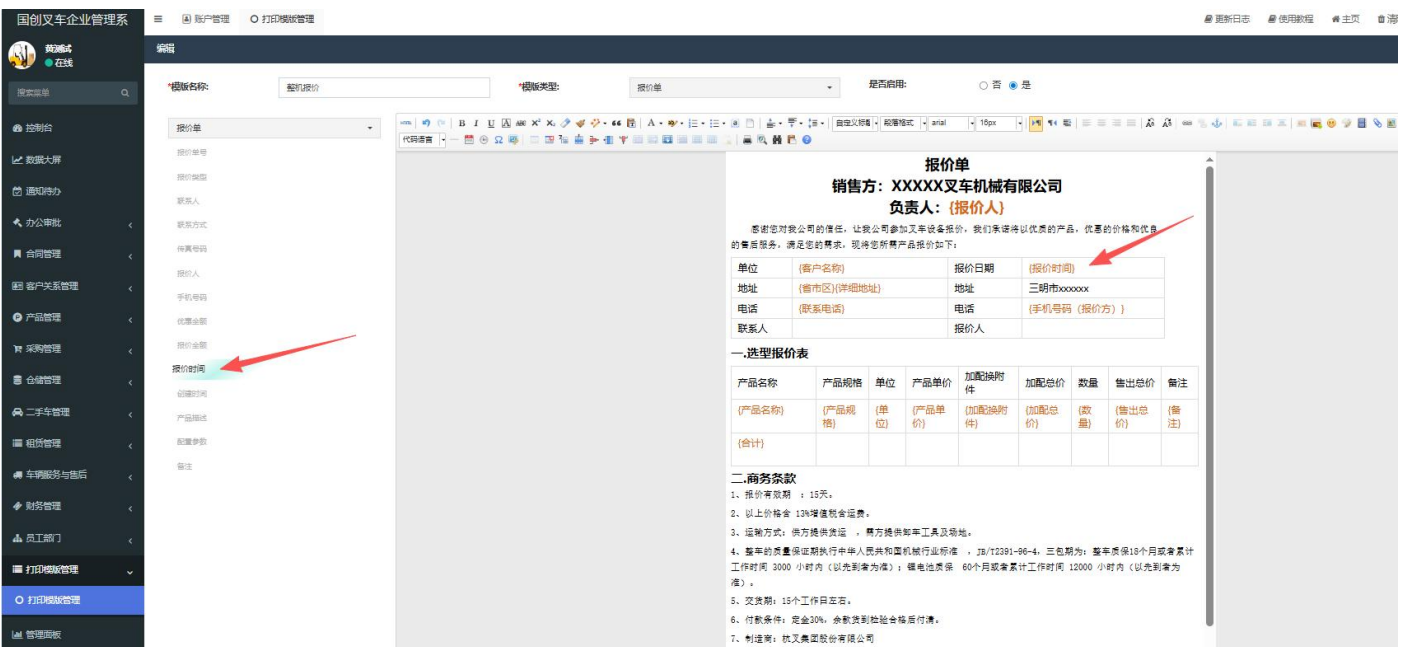 国创叉车企业管理系
账户管理
打印模版管理
更新日志
使用教程
主页
在线
编辑
*模版名称:
整机报价
*模版类型:
报价单
是否启用:
否
是
搜索菜单
控制台
数据大屏
通知待办
办公审批
合同管理
客户关系管理
产品管理
采购管理
仓储管理
二手车管理
租赁管理
车辆服务与售后
财务管理
员工部门
打印模版管理
打印模版管理
管理面板
报价单
报价单号
报价类型
联系人
联系方式
传真号码
报价人
手机号码
优惠金额
报价金额
报价时间
创建时间
产品描述
配置参数
备注
自定义标题
段落格式
arial
16px
代码语言
报价单
销售方：XXXXX叉车机械有限公司
负责人：{报价人}
感谢您对我公司的信任，让我公司参加叉车设备报价，我们承诺将以优质的产品、优惠的价格和优良
的售后服务，满足您的需求，现将您所需产品报价如下：
单位 {客户名称} 报价日期 {报价时间}
地址 {省市区}{详细地址} 地址 三明市xxxxxx
电话 {联系电话} 电话 {手机号码（报价方）}
联系人 报价人
一.选型报价表
产品名称 产品规格 单位 产品单价 加配换附件 加配总价 数量 售出总价 备注
{产品名称} {产品规格} {单位} {产品单价} {加配换附件} {加配总价} {数量} {售出总价} {备注}
{合计}
二.商务条款
1、报价有效期 ：15天。
2、以上价格含 13%增值税含运费。
3、运输方式：供方提供货运 ，需方提供卸车工具及场地。
4、整车的质量保证期执行中华人民共和国机械行业标准 ，JB/T2391-96-4，三包期为：整车质保18个月或者累计
工作时间 3000 小时内（以先到者为准）；锂电池质保 60个月或者累计工作时间 12000 小时内（以先到者为
准）。
5、交货期：15个工作日左右。
6、付款条件：定金30%，余款货到检验合格后付清。
7、制造商：杭叉集团股份有限公司